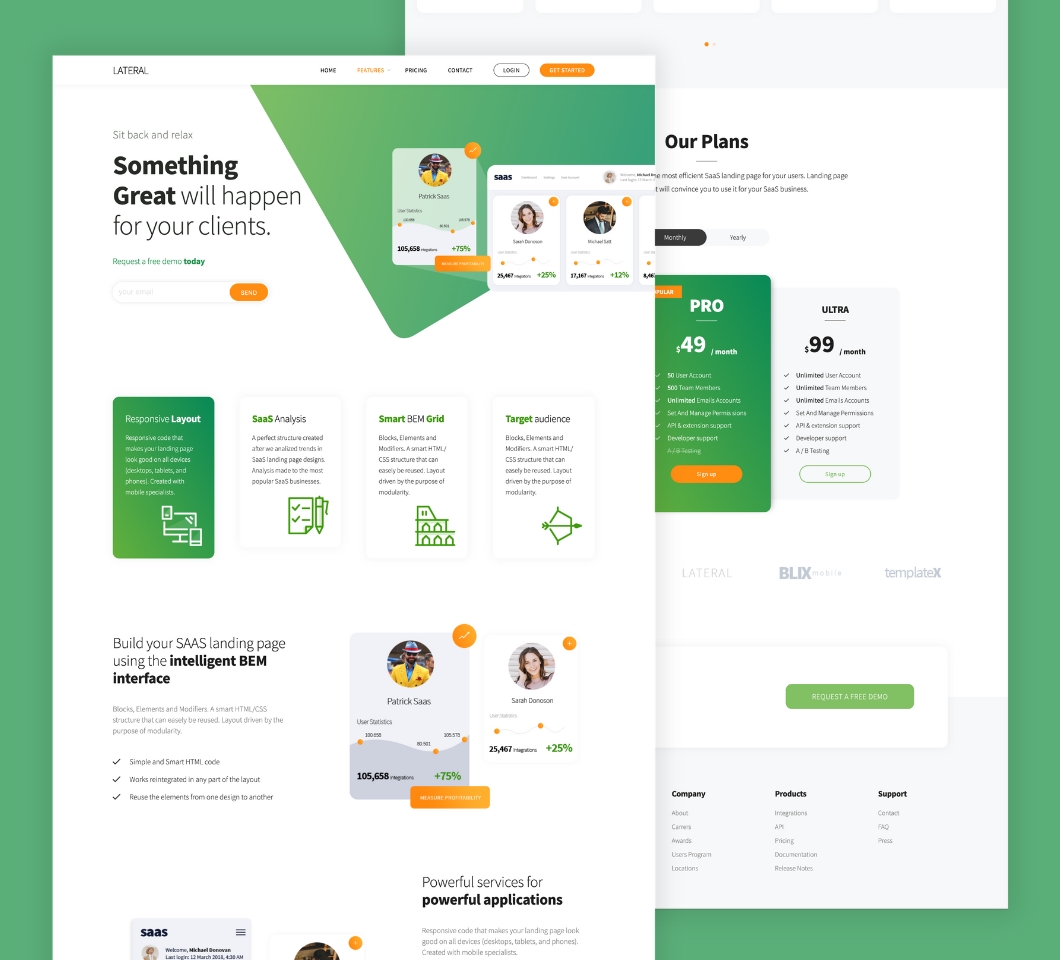 LATERAL
HOME
FEATURES
PRICING
CONTACT
LOGIN
GET STARTED
Sit back and relax
Something
Great will happen
for your clients.
Request a free demo today
your email
SEND
Patrick Saas
User Statistics
105,658 integrations
+75%
MEASURE PROFITABILITY
saas
Dashboard
Settings
User Account
Sarah Donoson
25,467 integrations
+25%
Michael Satt
17,167 integrations
+12%
Responsive Layout
Responsive code that
makes your landing page
look good on all devices
(desktops, tablets, and
phones). Created with
mobile specialists.
SaaS Analysis
A perfect structure created
after we analized trends in
SaaS landing page designs.
Analysis made to the most
popular SaaS businesses.
Smart BEM Grid
Blocks, Elements and
Modifiers. A smart HTML/
CSS structure that can
easely be reused. Layout
driven by the purpose of
modularity.
Target audience
Blocks, Elements and
Modifiers. A smart HTML/
CSS structure that can
easely be reused. Layout
driven by the purpose of
modularity.
Build your SAAS landing page
using the intelligent BEM
interface
Blocks, Elements and Modifiers. A smart HTML/CSS
structure that can easely be reused. Layout driven by the
purpose of modularity.
Simple and Smart HTML code
Works reintegrated in any part of the layout
Reuse the elements from one design to another
Patrick Saas
User Statistics
100.658
80.501
105.578
105,658 integrations
+75%
MEASURE PROFITABILITY
Sarah Donoson
User Statistics
25,467 integrations
+25%
Powerful services for
powerful applications
Responsive code that makes your landing page look
good on all devices (desktops, tablets, and phones).
Created with mobile specialists.
saas
Welcome, Michael Donovan
Last login: 12 March 2018, 4:30 AM
Our Plans
most efficient SaaS landing page for your users. Landing page
will convince you to use it for your SaaS business.
Monthly
Yearly
PULAR
PRO
$49 / month
50 User Account
500 Team Members
Unlimited Emails Accounts
Set And Manage Permissions
API & extension support
Developer support
A / B Testing
Sign up
ULTRA
$99 / month
Unlimited User Account
Unlimited Team Members
Unlimited Emails Accounts
Set And Manage Permissions
API & extension support
Developer support
A / B Testing
Sign up
LATERAL
BLIX mobile
templateX
REQUEST A FREE DEMO
Company
About
Carrers
Awards
Users Program
Locations
Products
Integrations
API
Pricing
Documentation
Release Notes
Support
Contact
FAQ
Press